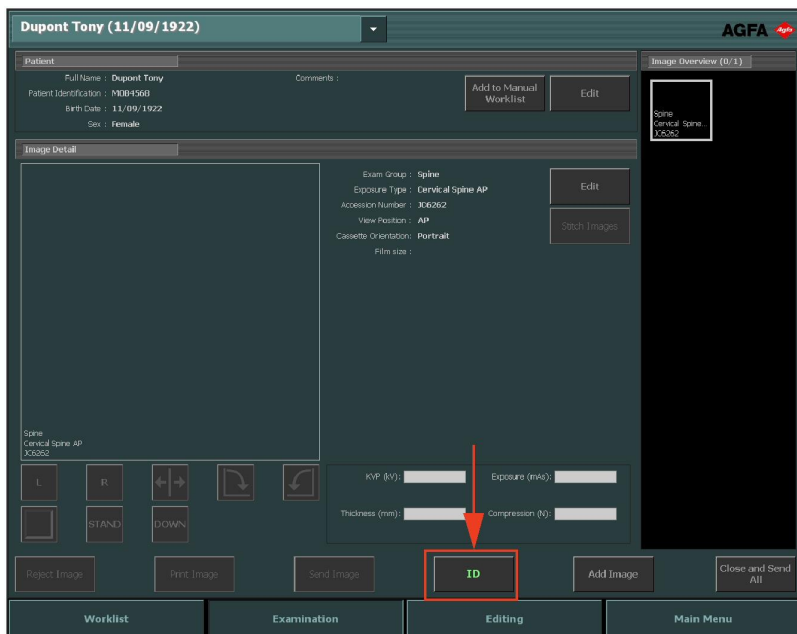 Dupont Tony (11/09/1922)
AGFA
Patient
Full Name : Dupont Tony
Patient Identification : MOB4568
Birth Date : 11/09/1922
Sex : Female
Comments :
Add to Manual
Worklist
Edit
Image Overview (0/1)
Spine
Cervical Spine...
JC6262
Image Detail
Spine
Cervical Spine AP
JC6262
Exam Group : Spine
Exposure Type : Cervical Spine AP
Accession Number : JC6262
View Position : AP
Cassette Orientation: Portrait
Film size :
Edit
Stitch Images
L
R
STAND
DOWN
KVP (kV):
Exposure (mAs):
Thickness (mm):
Compression (N):
Reject Image
Print Image
Send Image
ID
Add Image
Close and Send
All
Worklist
Examination
Editing
Main Menu